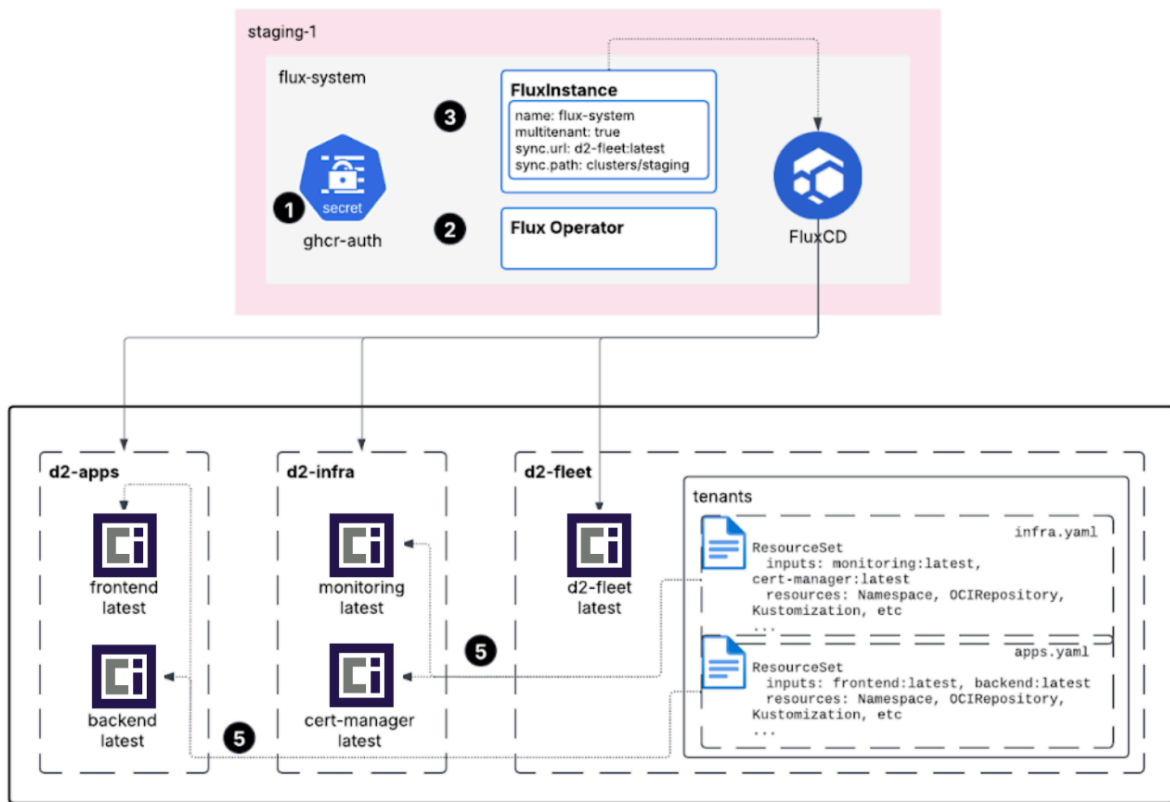 staging-1
flux-system
3
FluxInstance
name: flux-system
multitenant: true
sync.url: d2-fleet:latest
sync.path: clusters/staging
1
secret
ghcr-auth
2
Flux Operator
FluxCD
d2-apps
frontend
latest
backend
latest
5
d2-infra
monitoring
latest
cert-manager
latest
5
d2-fleet
d2-fleet
latest
tenants
infra.yaml
ResourceSet
inputs: monitoring:latest,
cert-manager:latest
resources: Namespace, OCIRepository,
Kustomization, etc
...
apps.yaml
ResourceSet
inputs: frontend:latest, backend:latest
resources: Namespace, OCIRepository,
Kustomization, etc
...